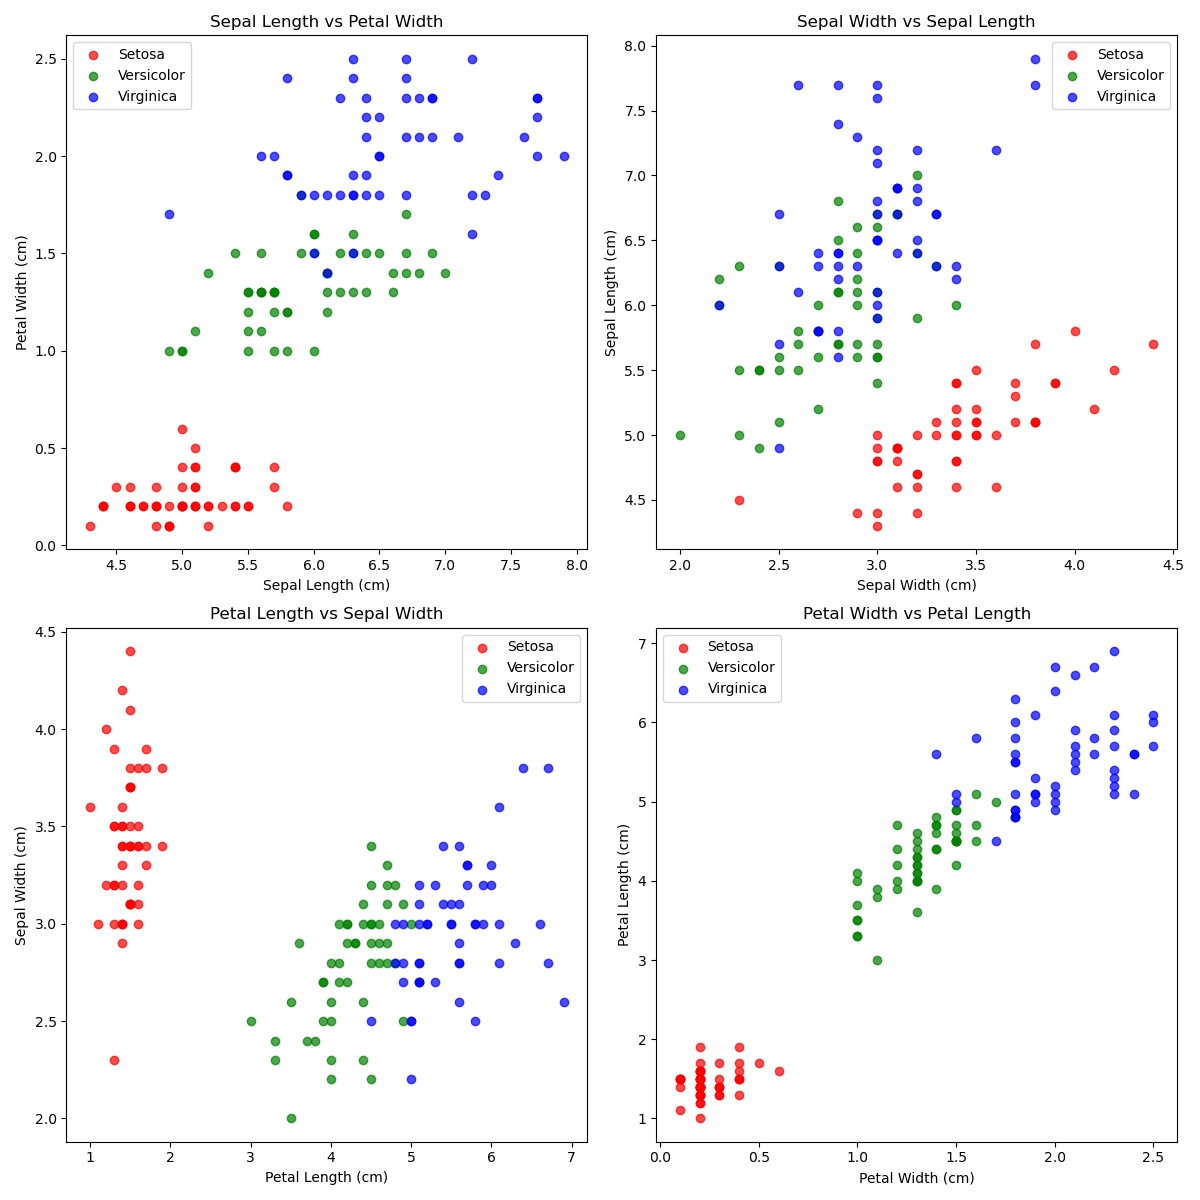 Sepal Length vs Petal Width
Setosa
Versicolor
Virginica
2.5
2.0
1.5
1.0
0.5
0.0
Petal Width (cm)
4.5 5.0 5.5 6.0 6.5 7.0 7.5 8.0
Sepal Length (cm)
Sepal Width vs Sepal Length
Setosa
Versicolor
Virginica
8.0
7.5
7.0
6.5
6.0
5.5
5.0
4.5
Sepal Length (cm)
2.0 2.5 3.0 3.5 4.0 4.5
Sepal Width (cm)
Petal Length vs Sepal Width
Setosa
Versicolor
Virginica
4.5
4.0
3.5
3.0
2.5
2.0
Sepal Width (cm)
1 2 3 4 5 6 7
Petal Length (cm)
Petal Width vs Petal Length
Setosa
Versicolor
Virginica
7
6
5
4
3
2
1
Petal Length (cm)
0.0 0.5 1.0 1.5 2.0 2.5
Petal Width (cm)